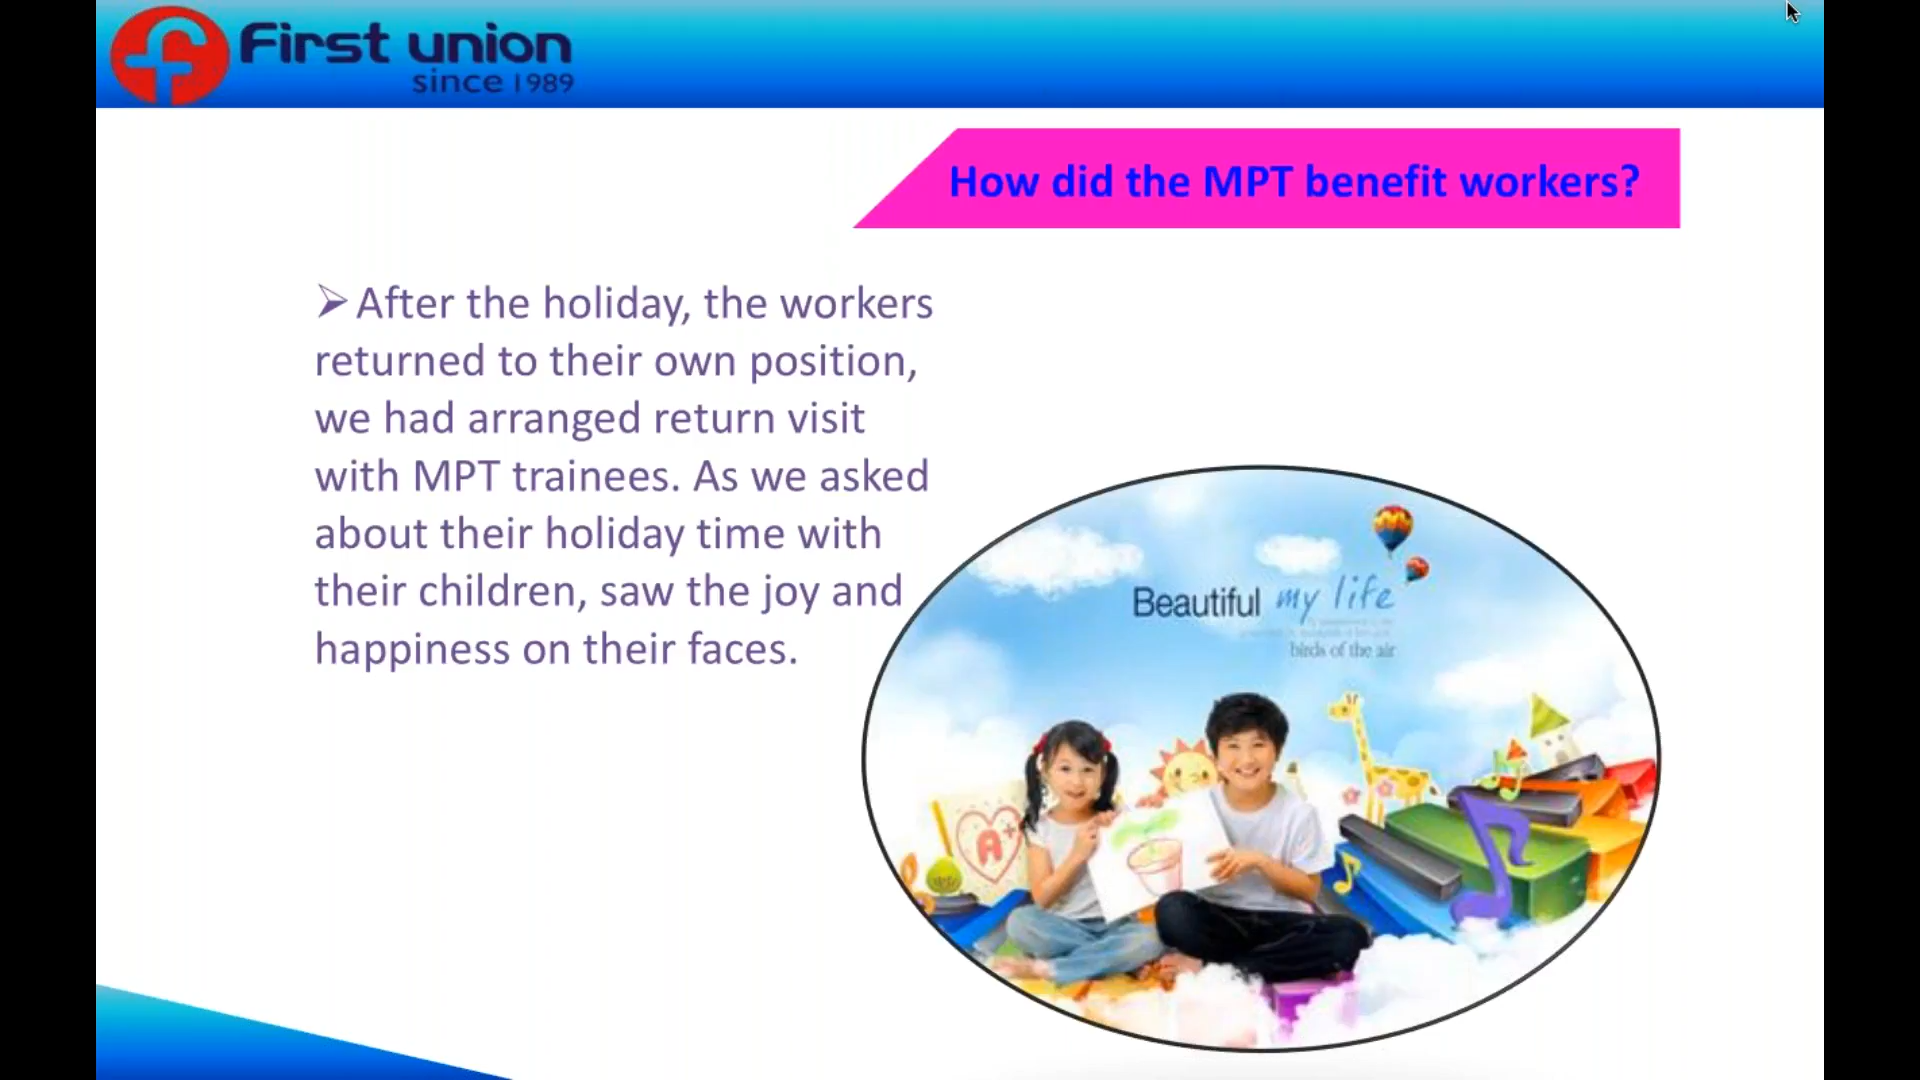 First union
since 1989
How did the MPT benefit workers?
After the holiday, the workers
returned to their own position,
we had arranged return visit
with MPT trainees. As we asked
about their holiday time with
their children, saw the joy and
happiness on their faces.
Beautiful my life
birds of the air
A+